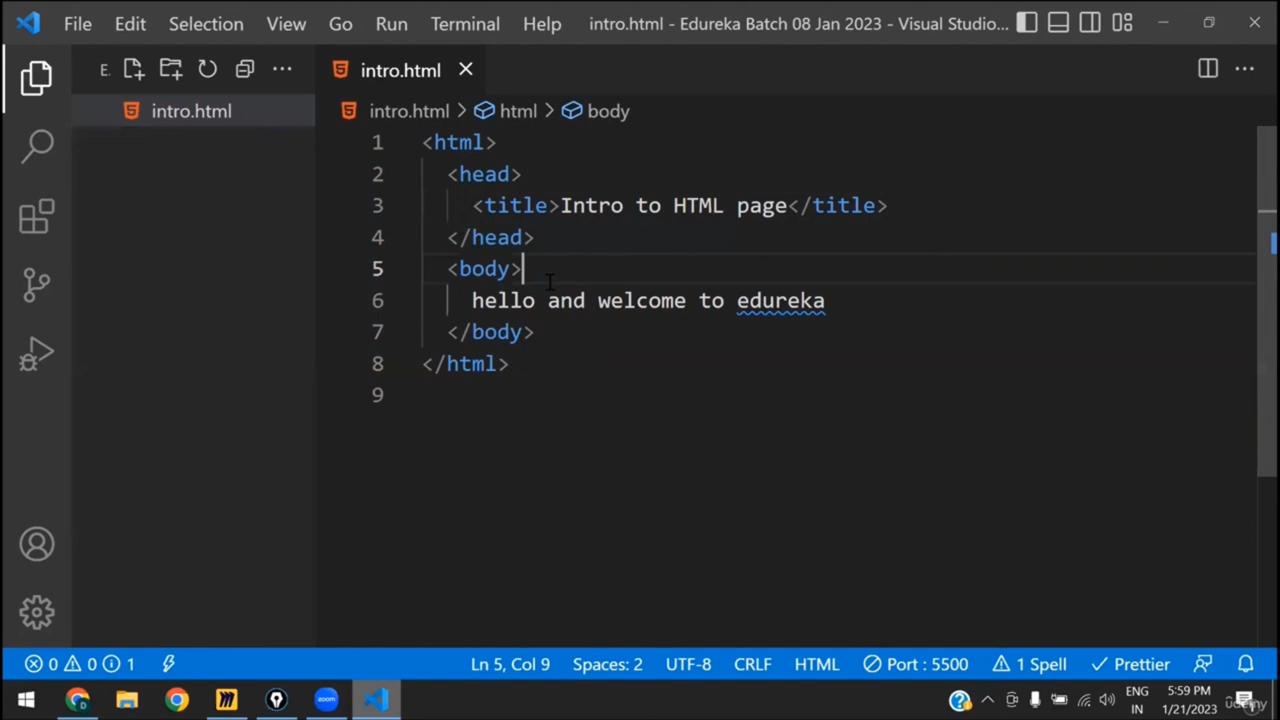 File Edit Selection View Go Run Terminal Help intro.html - Edureka Batch 08 Jan 2023 - Visual Studio...
E. intro.html
intro.html
intro.html > html > body
1 <html>
2 <head>
3 <title>Intro to HTML page</title>
4 </head>
5 <body>
6 hello and welcome to edureka
7 </body>
8 </html>
9
0 0 1 Ln 5, Col 9 Spaces: 2 UTF-8 CRLF HTML Port : 5500 1 Spell Prettier
zoom ENG 5:59 PM
IN 1/21/2023
udemy